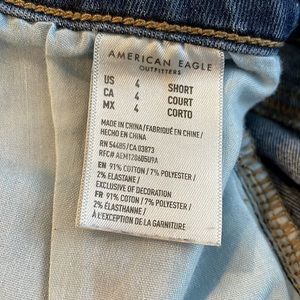 AMERICAN EAGLE
OUTFITTERS
US 4 SHORT
CA 4 COURT
MX 4 CORTO
MADE IN CHINA/FABRIQUÉ EN CHINE/
HECHO EN CHINA
RN 54485/CA 03873
RFC# AEM120605U9A
EN: 91% COTTON / 7% POLYESTER /
2% ELASTANE/
EXCLUSIVE OF DECORATION
FR: 91% COTON / 7% POLYESTER /
2% ÉLASTHANNE /
À L'EXCEPTION DE LA GARNITURE